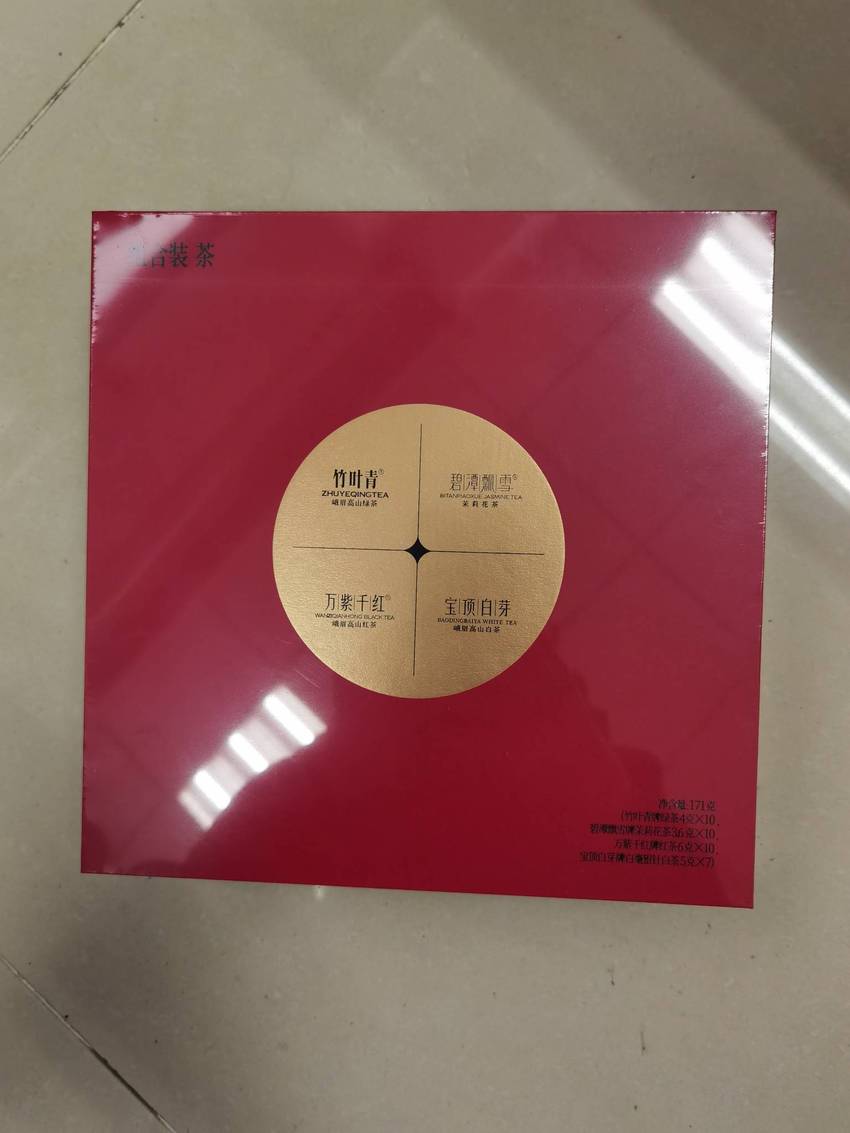 合装 茶
竹叶青®
ZHUYEQINGTEA
峨眉高山绿茶
碧潭飘雪®
BITANPIAOXUE JASMINE TEA
茉莉花茶
万紫千红®
WANZIQIANHONG BLACK TEA
峨眉高山红茶
宝顶白芽
BAODINGBAIYA WHITE TEA
峨眉高山白茶
净含量:171克
(竹叶青牌绿茶4克×10、
碧潭飘雪牌茉莉花茶3.6克×10、
万紫千红牌红茶6克×10、
宝顶白芽牌白毫银针白茶5克×7)